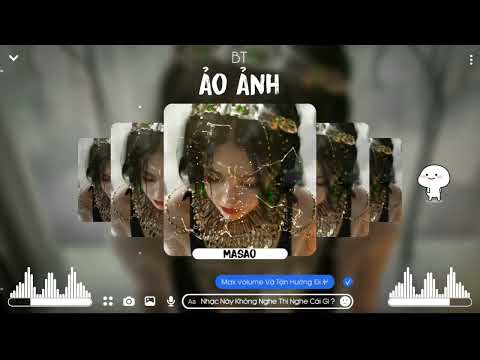 BT
ẢO ẢNH
MASAO
Max Volume Và Tận Hưởng Đi
Aa Nhạc Này Không Nghe Thì Nghe Cái Gì ?